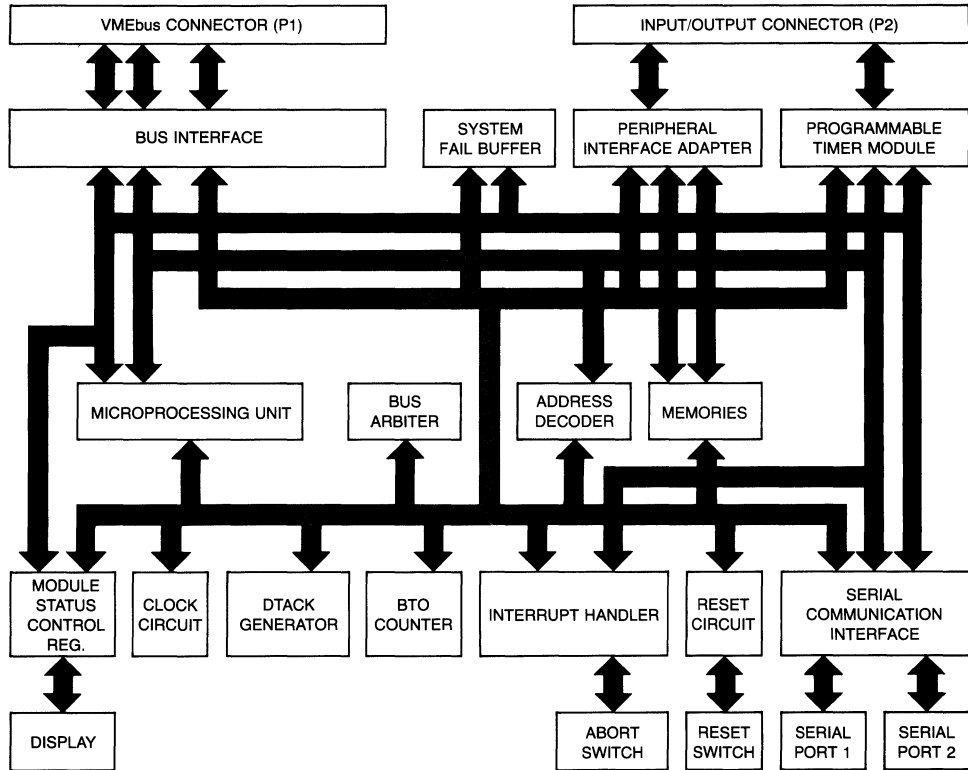 VMEbus CONNECTOR (P1)
INPUT/OUTPUT CONNECTOR (P2)
BUS INTERFACE
SYSTEM
FAIL BUFFER
PERIPHERAL
INTERFACE ADAPTER
PROGRAMMABLE
TIMER MODULE
MICROPROCESSING UNIT
BUS
ARBITER
ADDRESS
DECODER
MEMORIES
MODULE
STATUS
CONTROL
REG.
CLOCK
CIRCUIT
DTACK
GENERATOR
BTO
COUNTER
INTERRUPT HANDLER
RESET
CIRCUIT
SERIAL
COMMUNICATION
INTERFACE
DISPLAY
ABORT
SWITCH
RESET
SWITCH
SERIAL
PORT 1
SERIAL
PORT 2